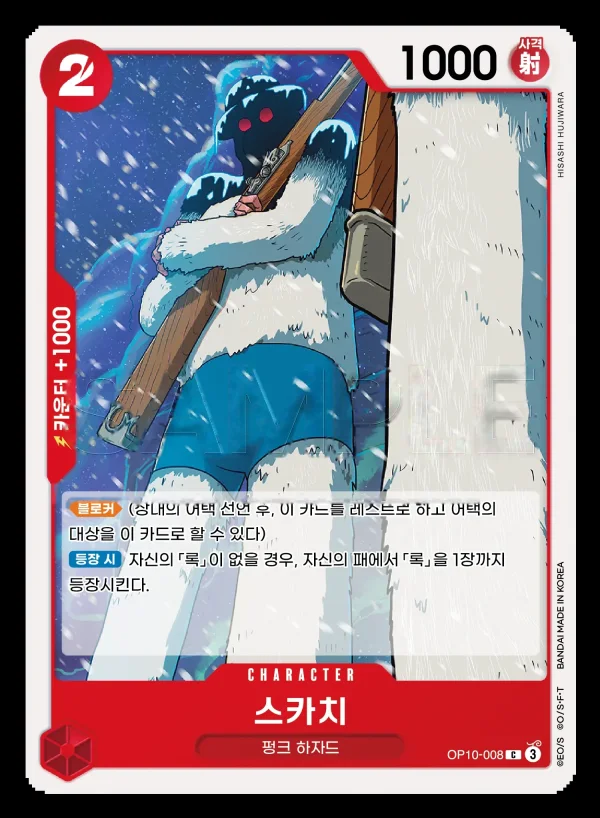 2
1000
사격
射
HISASHI HUJIWARA
카운터 +1000
SAMPLE
블로커 (상대의 어택 선언 후, 이 카드를 레스트로 하고 어택의
대상을 이 카드로 할 수 있다)
등장 시 자신의 「록」이 없을 경우, 자신의 패에서 「록」을 1장까지
등장시킨다.
BANDAI MADE IN KOREA
CHARACTER
스카치
펑크 하자드
OP10-008 C 3
©EO/S ©O/S·F·T